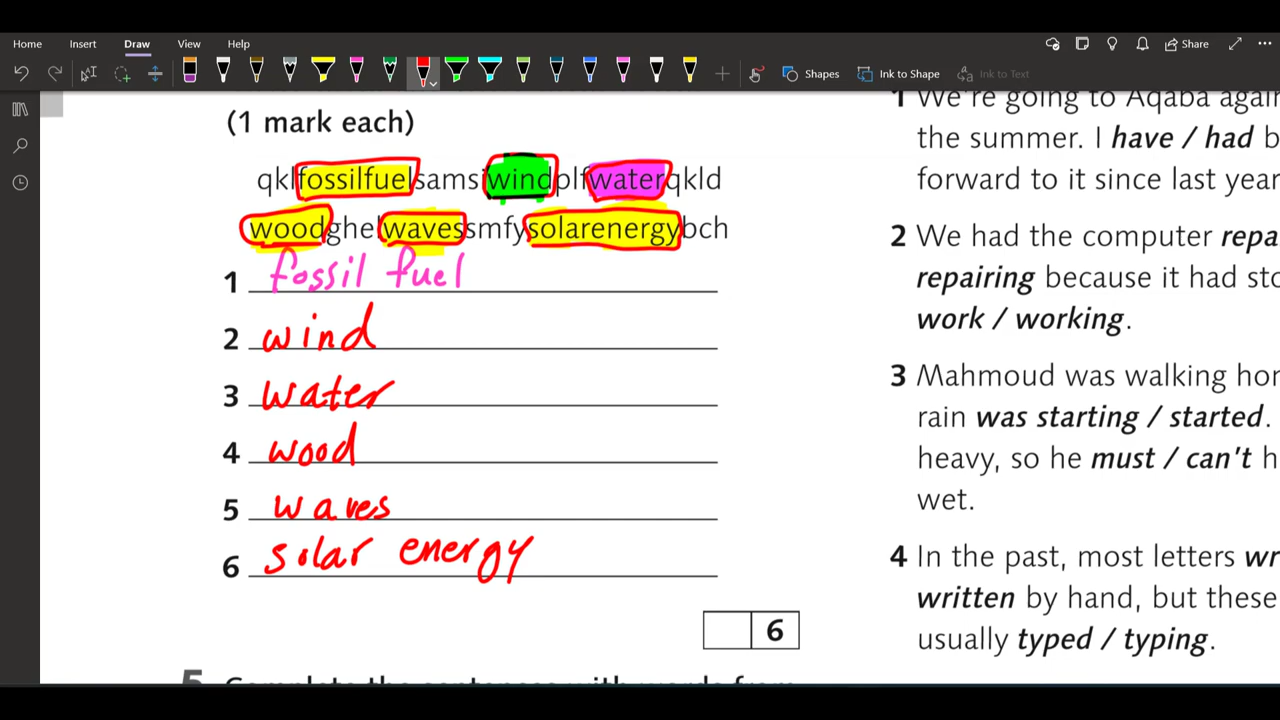 Home Insert Draw View Help Share
Shapes Ink to Shape Ink to Text
(1 mark each)
qklfossilfuelsamsiwindplfwaterqkld
woodghelwavessmfysolarenergybch
1 fossil fuel
2 wind
3 water
4 wood
5 waves
6 solar energy
6
5
1 We're going to Aqaba again
the summer. I have / had b
forward to it since last year
2 We had the computer repa
repairing because it had sto
work / working.
3 Mahmoud was walking hor
rain was starting / started.
heavy, so he must / can't h
wet.
4 In the past, most letters wr
written by hand, but these
usually typed / typing.